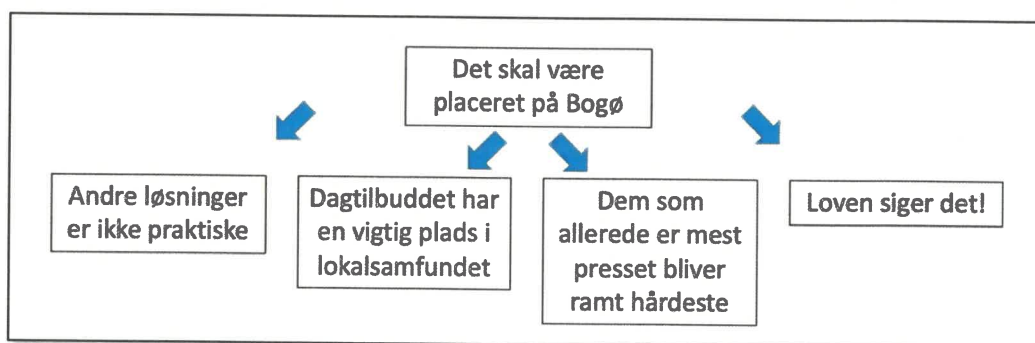 Det skal være
placeret på Bogø
Andre løsninger
er ikke praktiske
Dagtilbuddet har
en vigtig plads i
lokalsamfundet
Dem som
allerede er mest
presset bliver
ramt hårdeste
Loven siger det!